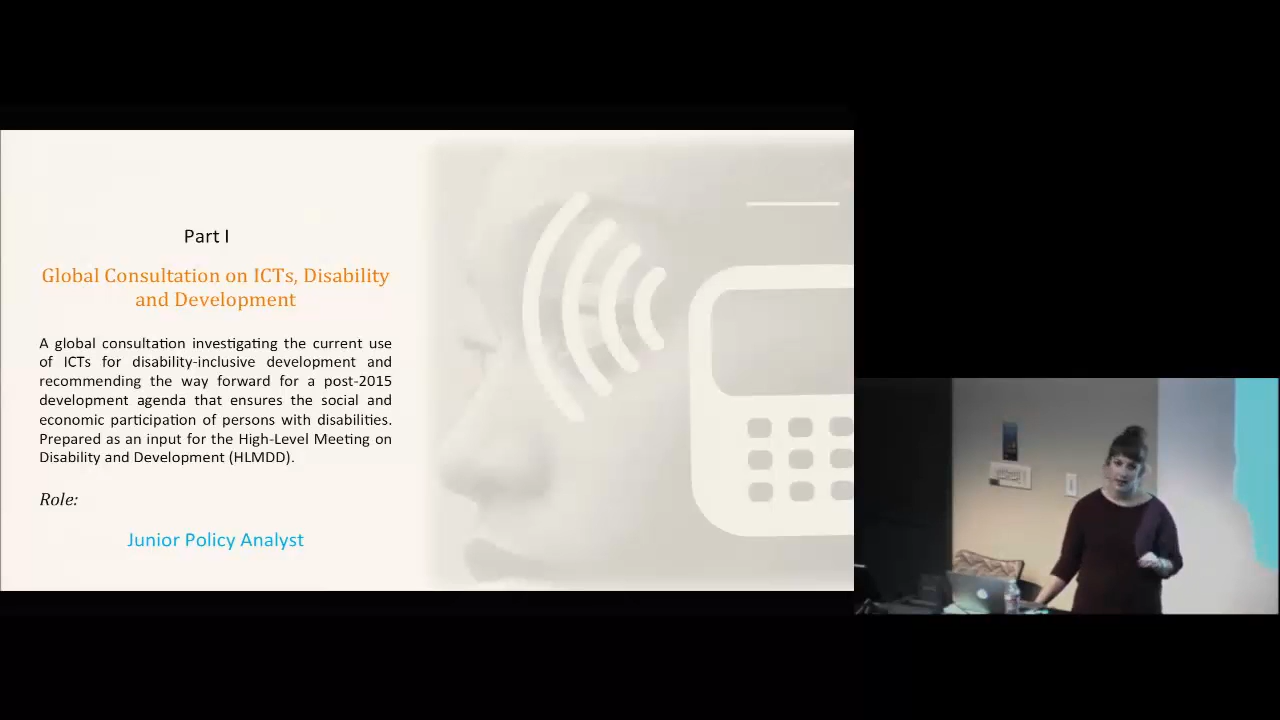 Part I
Global Consultation on ICTs, Disability
and Development
A global consultation investigating the current use
of ICTs for disability-inclusive development and
recommending the way forward for a post-2015
development agenda that ensures the social and
economic participation of persons with disabilities.
Prepared as an input for the High-Level Meeting on
Disability and Development (HLMDD).
Role:
Junior Policy Analyst